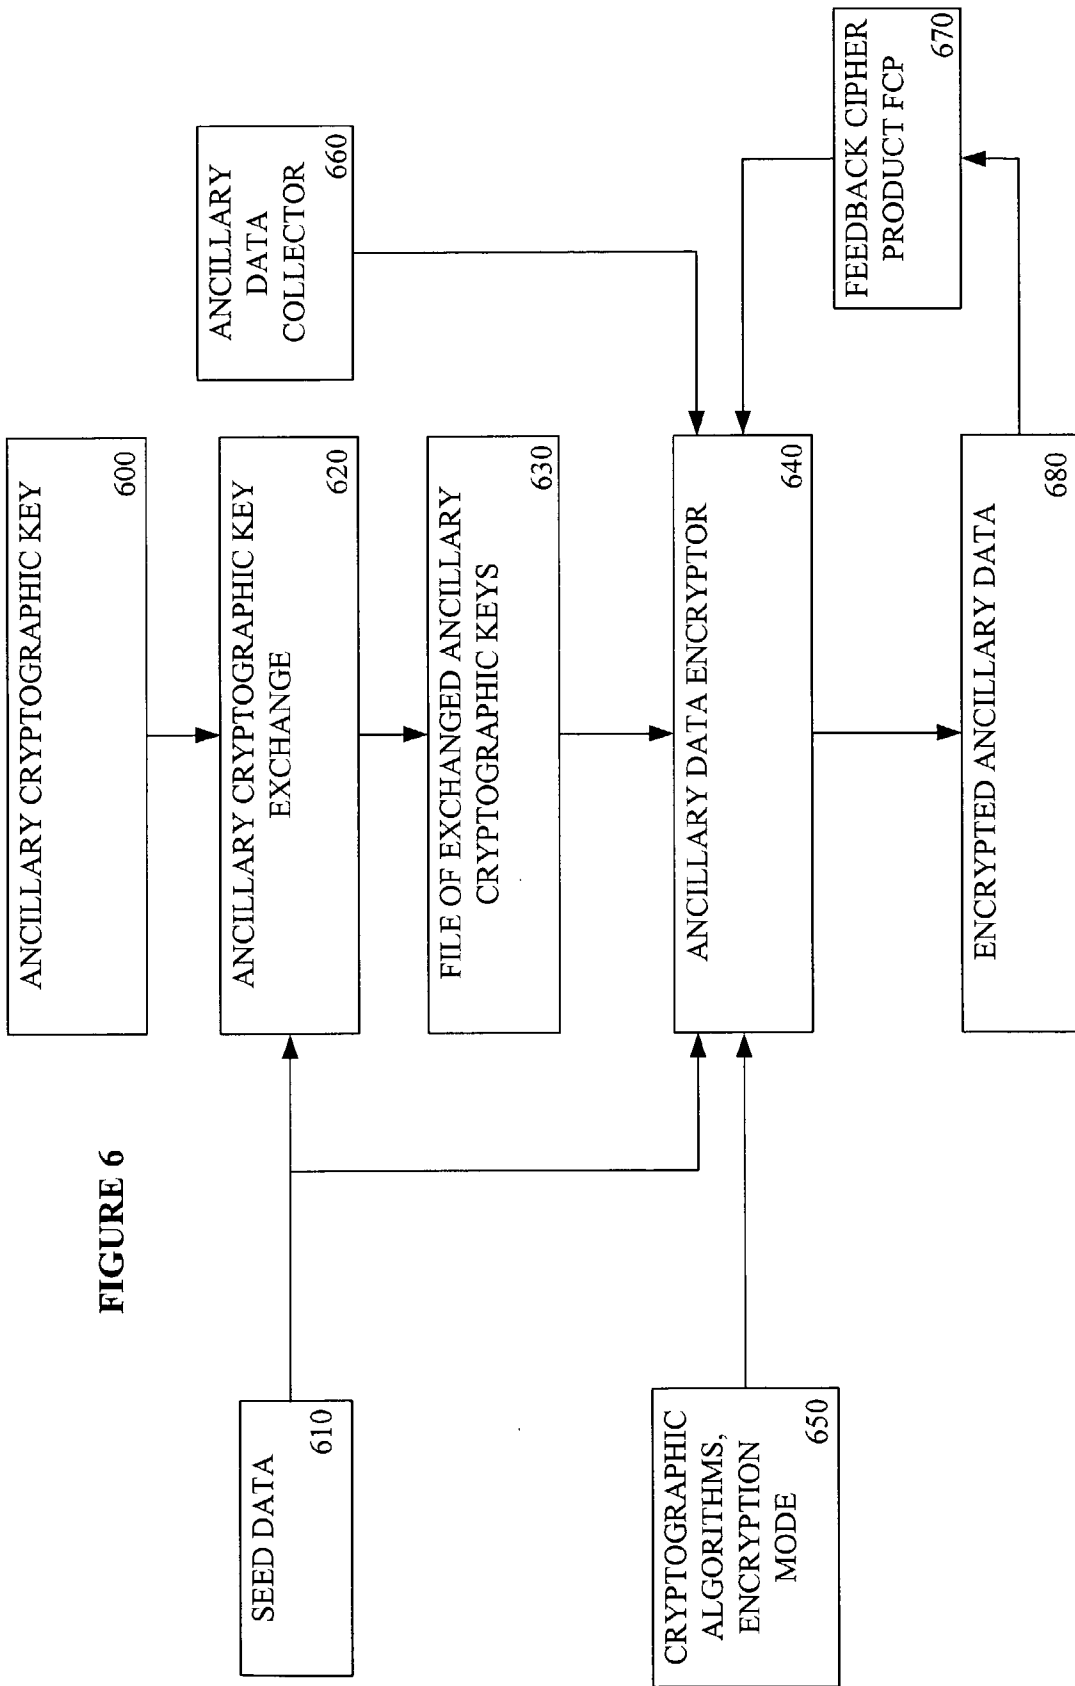 FIGURE 6
ANCILLARY CRYPTOGRAPHIC KEY
600
SEED DATA
610
ANCILLARY CRYPTOGRAPHIC KEY
EXCHANGE
620
ANCILLARY
DATA
COLLECTOR
660
FILE OF EXCHANGED ANCILLARY
CRYPTOGRAPHIC KEYS
630
CRYPTOGRAPHIC
ALGORITHMS,
ENCRYPTION
MODE
650
ANCILLARY DATA ENCRYPTOR
640
FEEDBACK CIPHER
PRODUCT FCP
670
ENCRYPTED ANCILLARY DATA
680